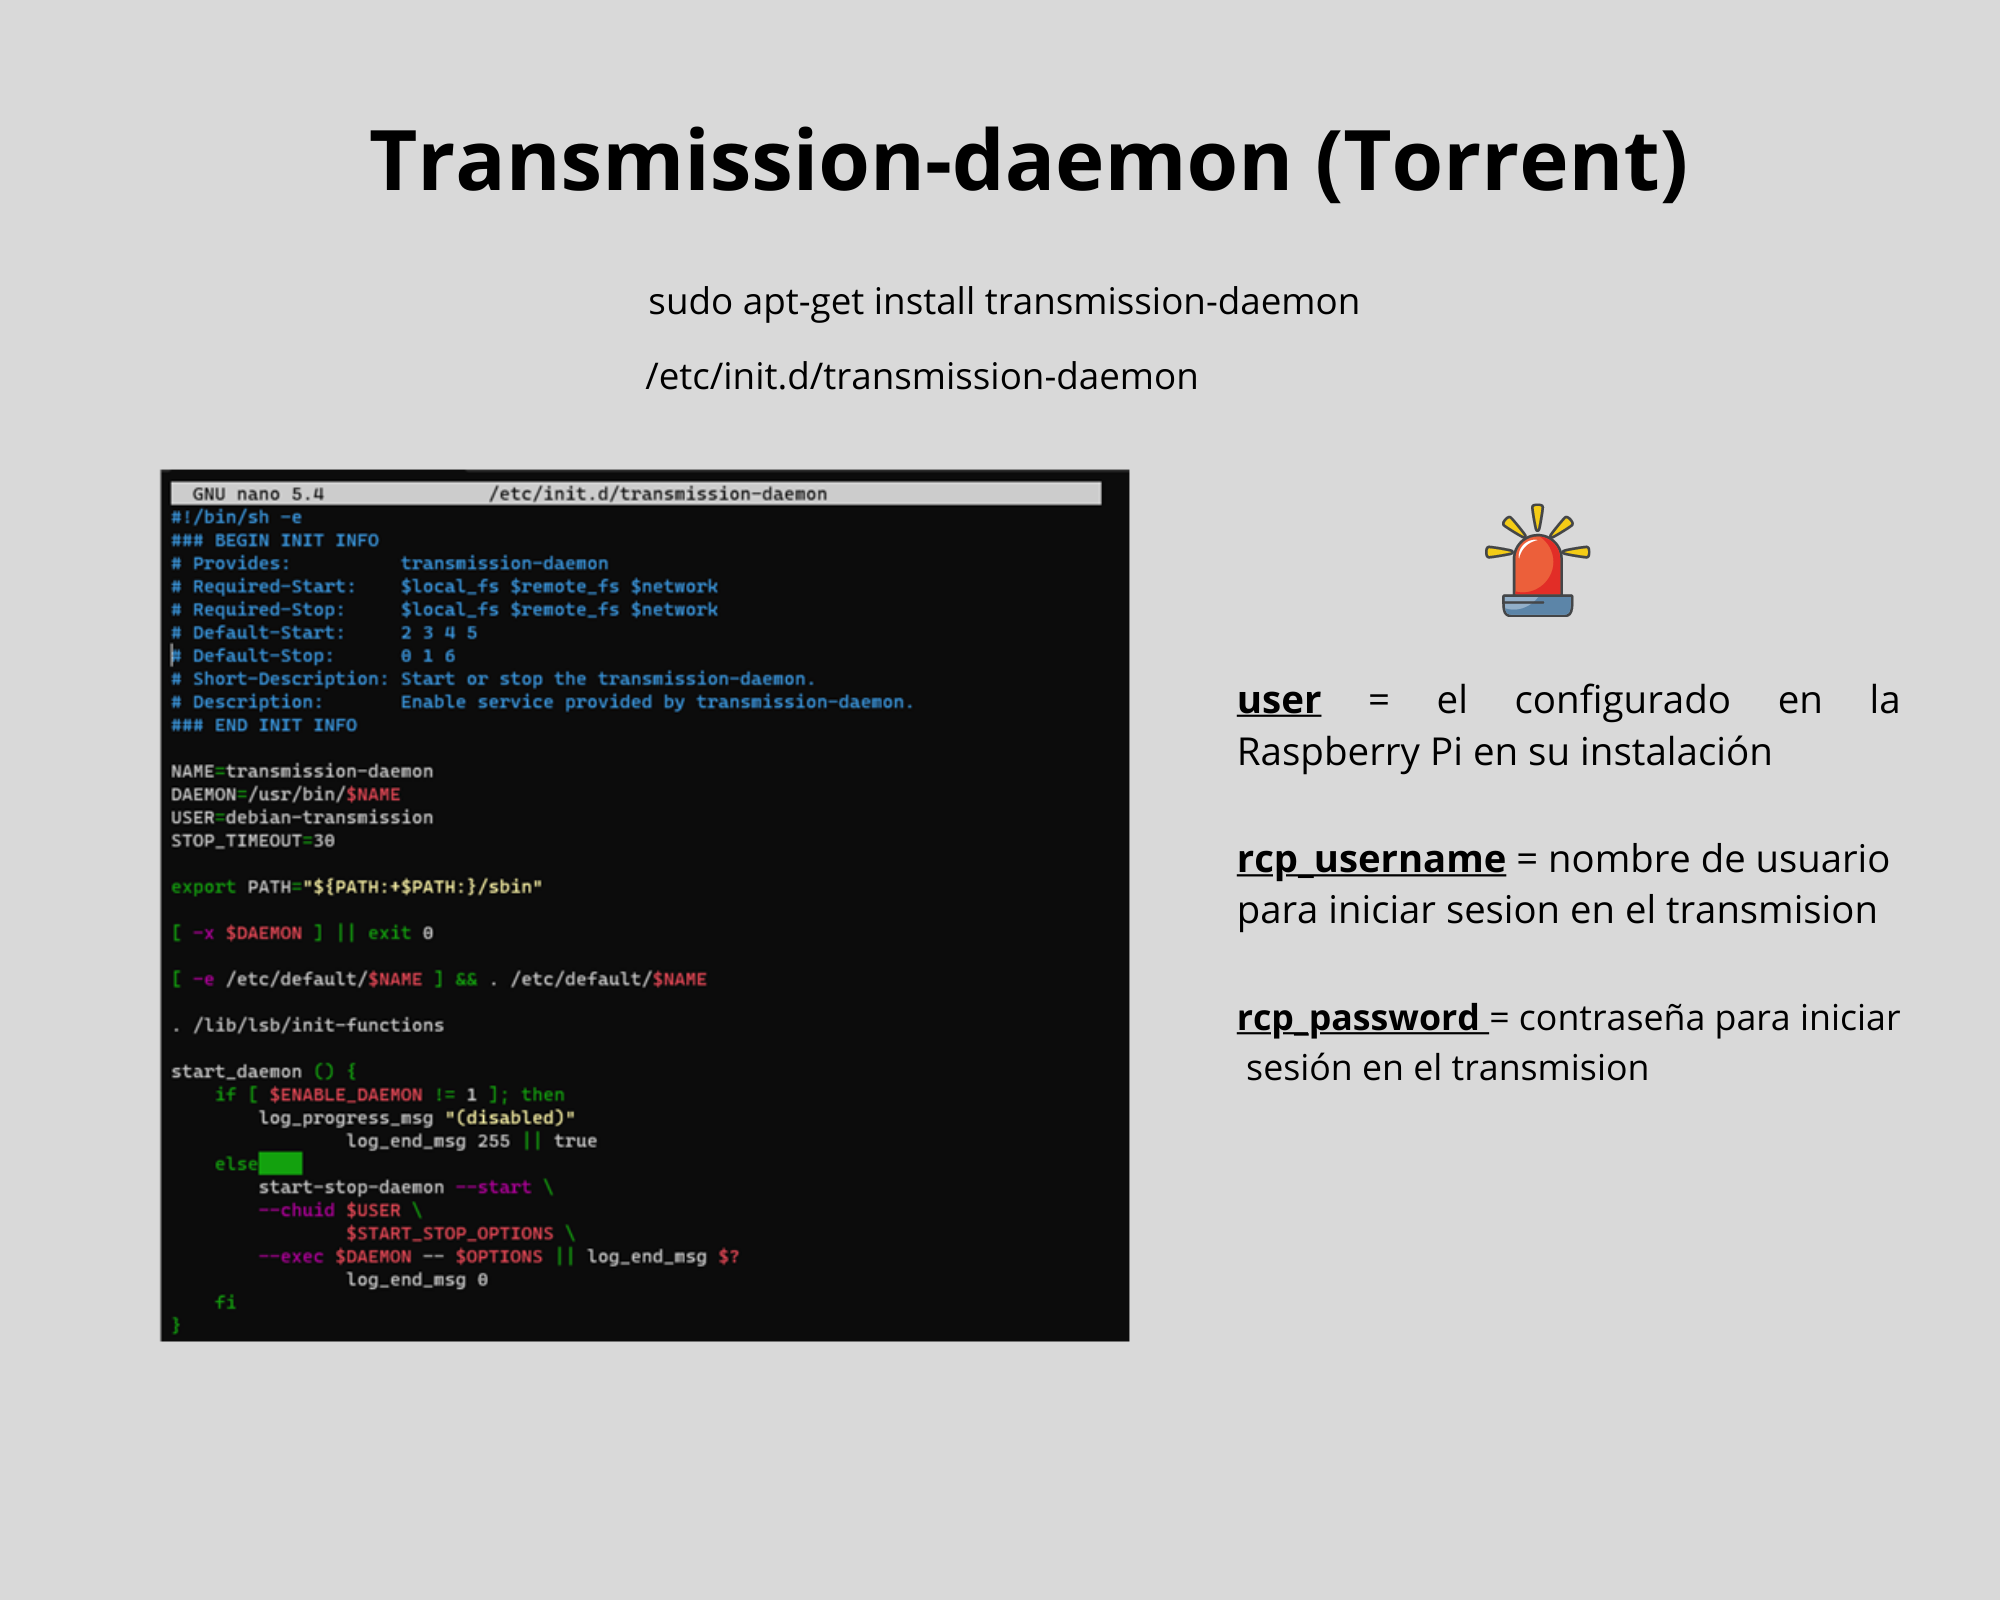 Transmission-daemon (Torrent)
sudo apt-get install transmission-daemon
/etc/init.d/transmission-daemon
GNU nano 5.4 /etc/init.d/transmission-daemon
#!/bin/sh -e
### BEGIN INIT INFO
# Provides: transmission-daemon
# Required-Start: $local_fs $remote_fs $network
# Required-Stop: $local_fs $remote_fs $network
# Default-Start: 2 3 4 5
# Default-Stop: 0 1 6
# Short-Description: Start or stop the transmission-daemon.
# Description: Enable service provided by transmission-daemon.
### END INIT INFO
NAME=transmission-daemon
DAEMON=/usr/bin/$NAME
USER=debian-transmission
STOP_TIMEOUT=30
export PATH="${PATH:+$PATH:}/sbin"
[ -x $DAEMON ] || exit 0
[ -e /etc/default/$NAME ] && . /etc/default/$NAME
. /lib/lsb/init-functions
start_daemon () {
    if [ $ENABLE_DAEMON != 1 ]; then
        log_progress_msg "(disabled)"
                log_end_msg 255 || true
    else
        start-stop-daemon --start \
        --chuid $USER \
                $START_STOP_OPTIONS \
        --exec $DAEMON -- $OPTIONS || log_end_msg $?
                log_end_msg 0
    fi
}
user = el configurado en la
Raspberry Pi en su instalación
rcp_username = nombre de usuario
para iniciar sesion en el transmision
rcp_password = contraseña para iniciar
sesión en el transmision